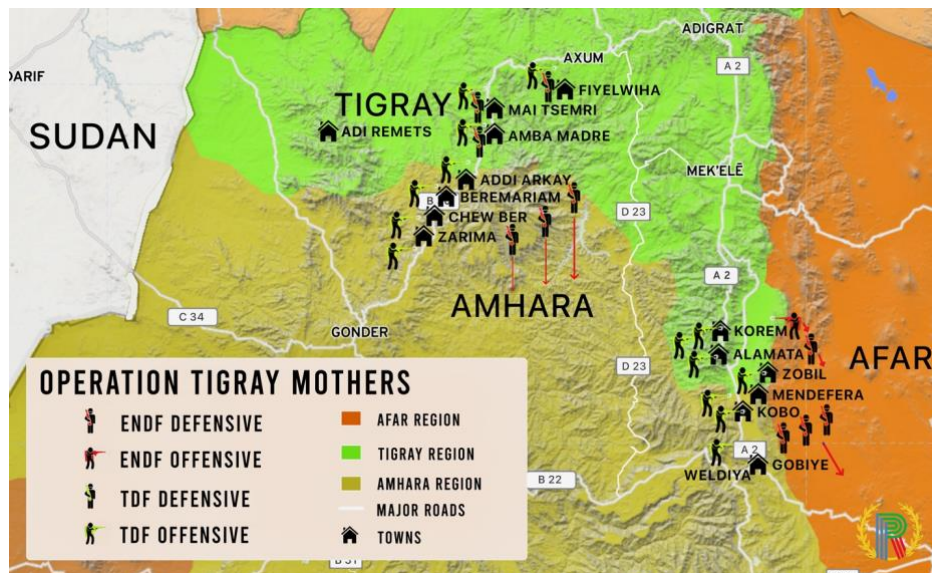 ADIGRAT
AXUM
A 2
DARIF
FIYELWIHA
TIGRAY
MAI TSEMRI
SUDAN
ADI REMETS
AMBA MADRE
MEK'ELĒ
ADDI ARKAY
B
BEREMARIAM
CHEW BER
D 23
ZARIMA
A 2
AMHARA
C 34
GONDER
KOREM
ALAMATA
AFAR
D 23
ZOBIL
MENDEFERA
KOBO
A 2
WELDIYA
GOBIYE
B 22
OPERATION TIGRAY MOTHERS
ENDF DEFENSIVE
ENDF OFFENSIVE
TDF DEFENSIVE
TDF OFFENSIVE
AFAR REGION
TIGRAY REGION
AMHARA REGION
MAJOR ROADS
TOWNS
R